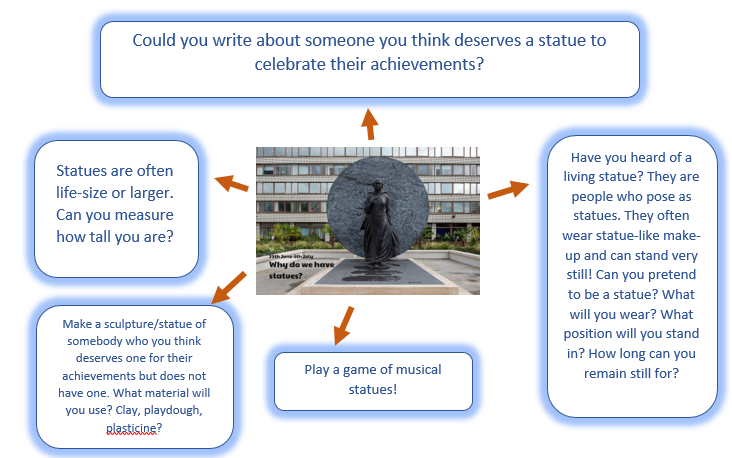 Could you write about someone you think deserves a statue to
celebrate their achievements?
Statues are often
life-size or larger.
Can you measure
how tall you are?
Have you heard of a
living statue? They are
people who pose as
statues. They often
wear statue-like make-
up and can stand very
still! Can you pretend
to be a statue? What
will you wear? What
position will you stand
in? How long can you
remain still for?
29th June-5th July
Why do we have
statues?
Make a sculpture/statue of
somebody who you think
deserves one for their
achievements but does not
have one. What material will
you use? Clay, playdough,
plasticine?
Play a game of musical
statues!